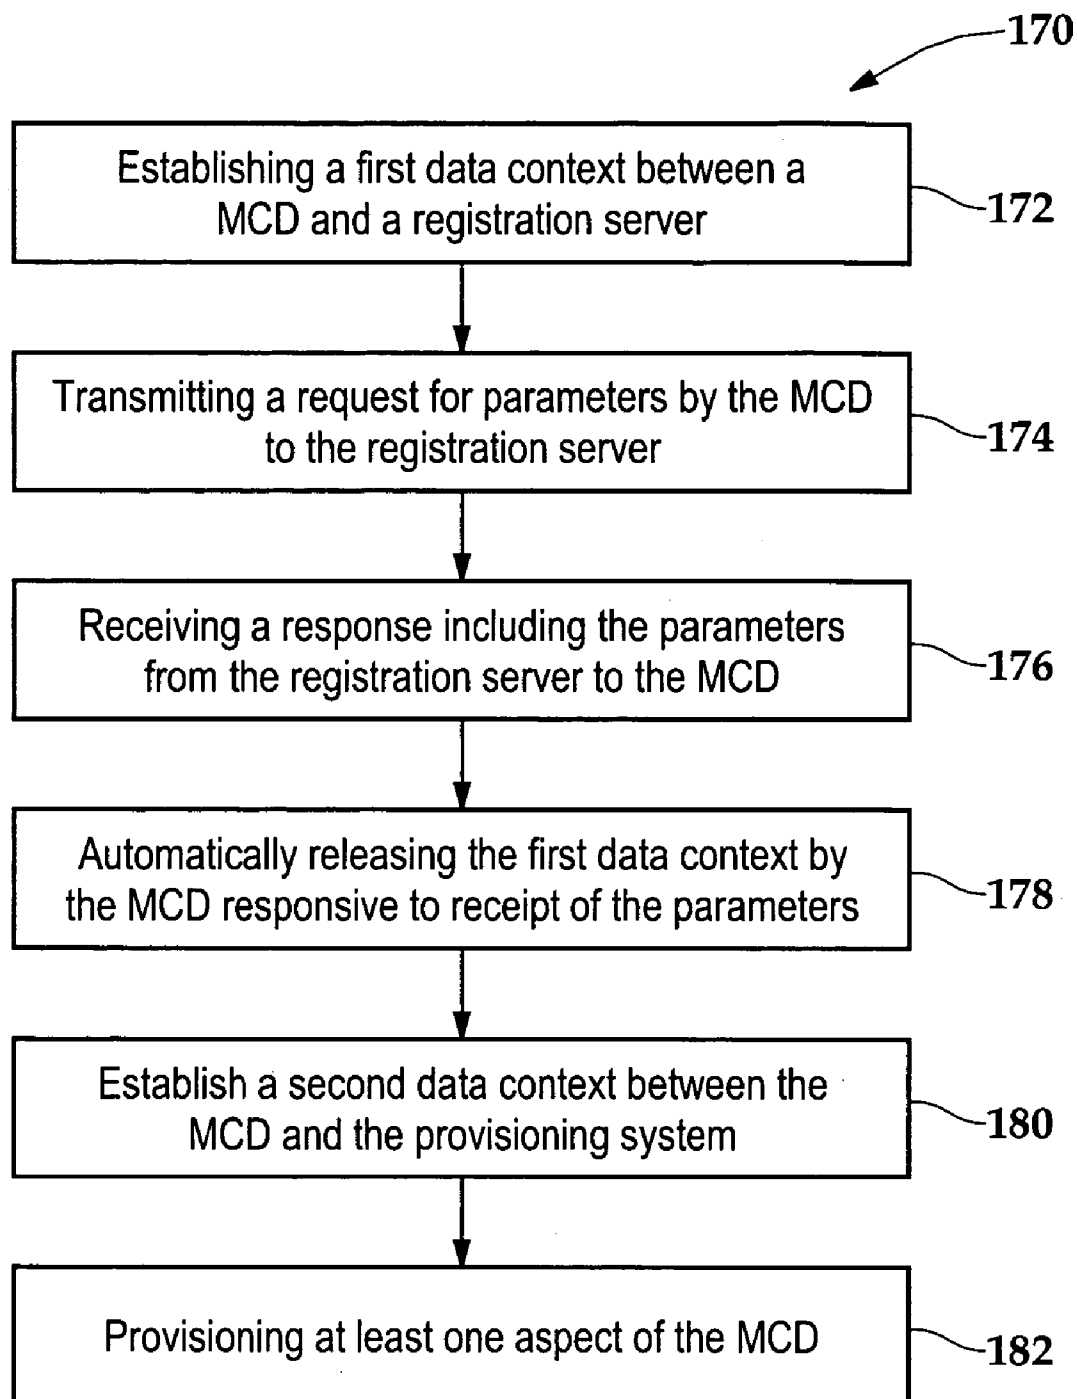 170
Establishing a first data context between a
MCD and a registration server
172
Transmitting a request for parameters by the MCD
to the registration server
174
Receiving a response including the parameters
from the registration server to the MCD
176
Automatically releasing the first data context by
the MCD responsive to receipt of the parameters
178
Establish a second data context between the
MCD and the provisioning system
180
Provisioning at least one aspect of the MCD
182